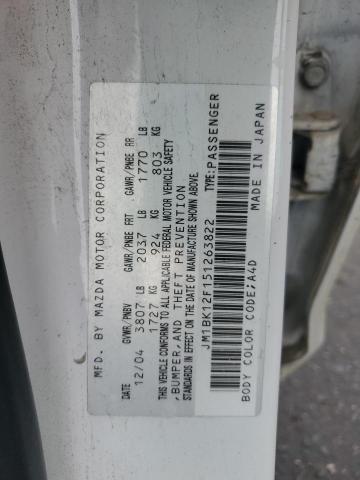 MFD. BY MAZDA MOTOR CORPORATION
GVWR/PNBV GAWR/PNBE FRT GAWR/PNBE RR
DATE
12/04 3807 LB 2037 LB 1770 LB
1727 KG 924 KG 803 KG
THIS VEHICLE CONFORMS TO ALL APPLICABLE FEDERAL MOTOR VEHICLE SAFETY
, BUMPER, AND THEFT PREVENTION
STANDARDS IN EFFECT ON THE DATE OF MANUFACTURE SHOWN ABOVE.
JM1BK12F151263822 TYPE: PASSENGER
MADE IN JAPAN
BODY COLOR CODE; A4D